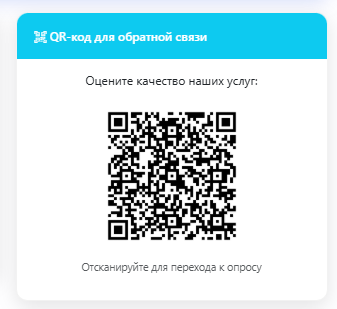 QR-код для обратной связи
Оцените качество наших услуг:
Отсканируйте для перехода к опросу